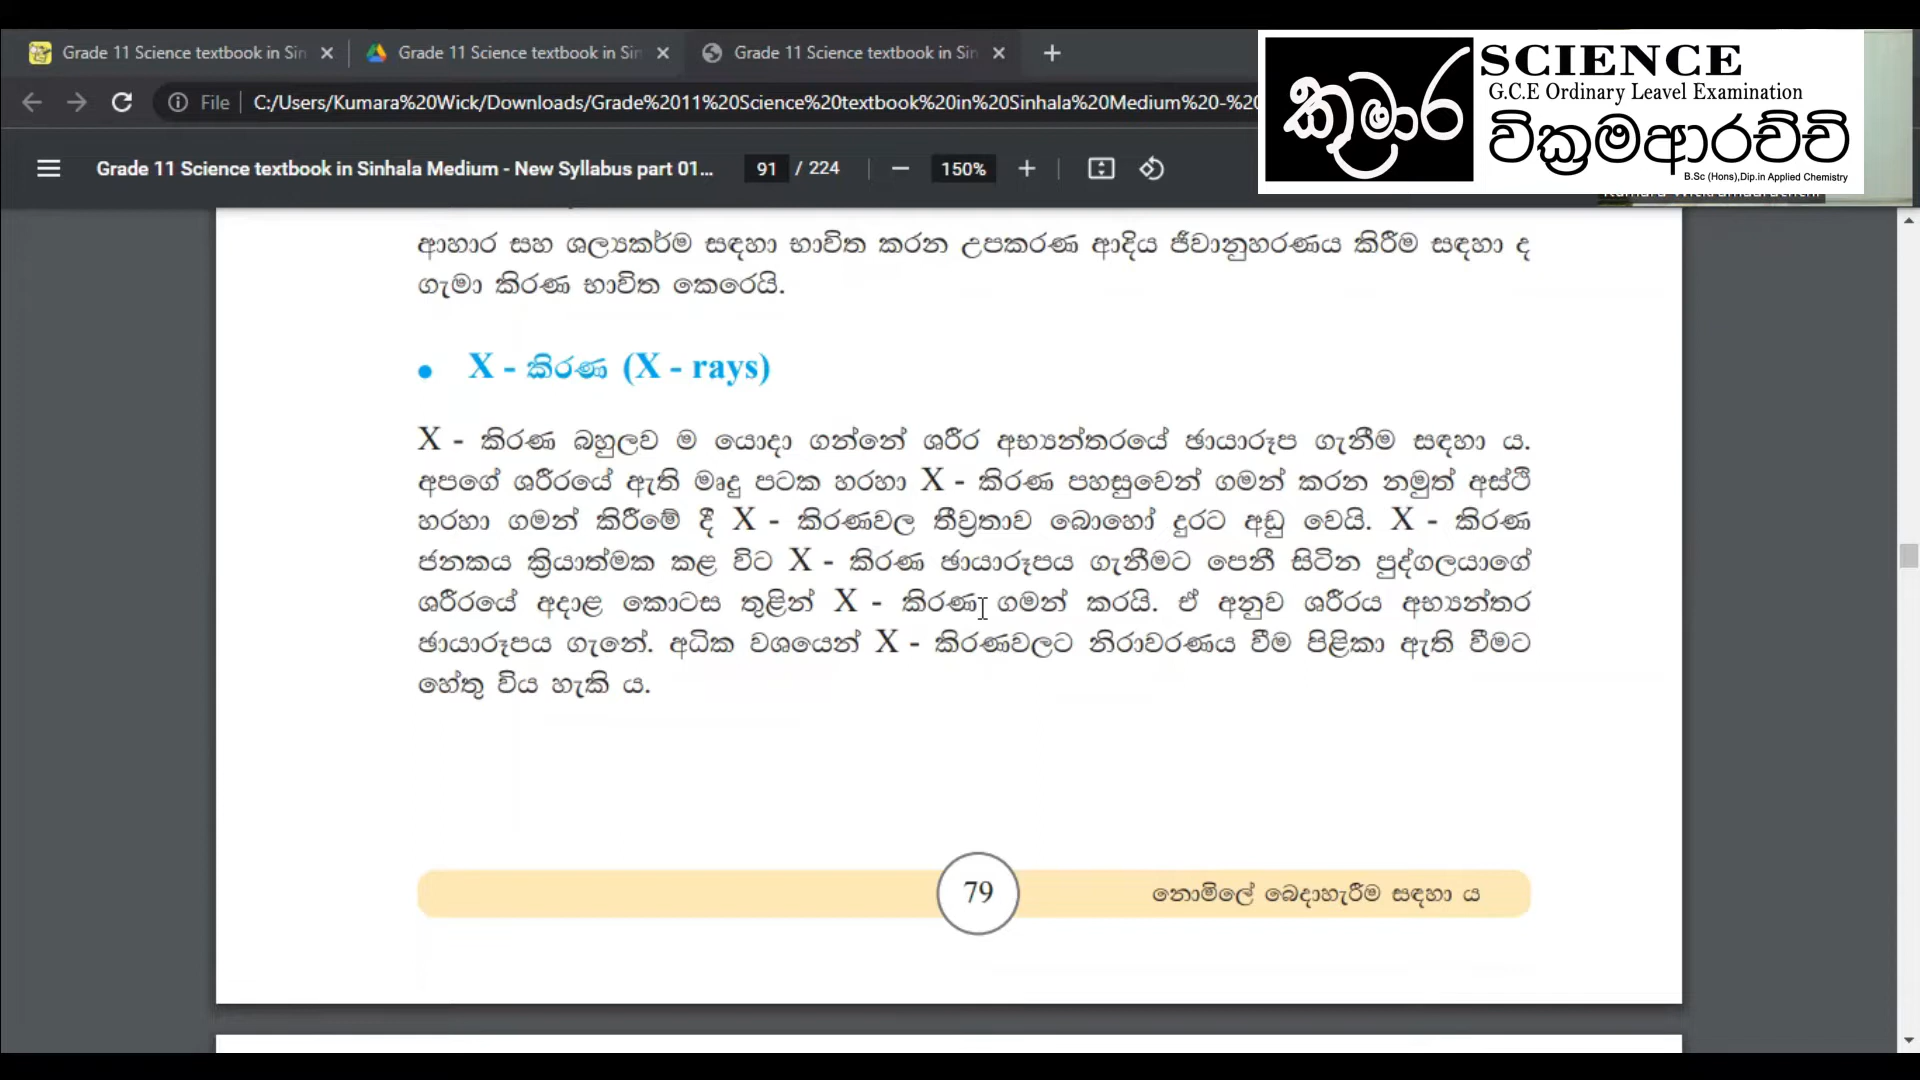 Grade 11 Science textbook in Sin
Grade 11 Science textbook in Sin
Grade 11 Science textbook in Sin
File
C:/Users/Kumara%20Wick/Downloads/Grade%2011%20Science%20textbook%20in%20Sinhala%20Medium%20-%20
කුමාර
SCIENCE
G.C.E Ordinary Leavel Examination
වික්‍රමආරච්චි
B.Sc (Hons),Dip.in Applied Chemistry
Grade 11 Science textbook in Sinhala Medium - New Syllabus part 01...
91 / 224
150%
ආහාර සහ ශල්‍යකර්ම සඳහා භාවිත කරන උපකරණ ආදිය ජීවානුහරණය කිරීම සඳහා ද
ගැමා කිරණ භාවිත කෙරෙයි.
• X - කිරණ (X - rays)
X - කිරණ බහුලව ම යොදා ගන්නේ ශරීර අභ්‍යන්තරයේ ඡායාරූප ගැනීම සඳහා ය.
අපගේ ශරීරයේ ඇති මෘදු පටක හරහා X - කිරණ පහසුවෙන් ගමන් කරන නමුත් අස්ථි
හරහා ගමන් කිරීමේ දී X - කිරණවල තීව්‍රතාව බොහෝ දුරට අඩු වෙයි. X - කිරණ
ජනකය ක්‍රියාත්මක කළ විට X - කිරණ ඡායාරූපය ගැනීමට පෙනී සිටින පුද්ගලයාගේ
ශරීරයේ අදාළ කොටස තුළින් X - කිරණ ගමන් කරයි. ඒ අනුව ශරීරය අභ්‍යන්තර
ඡායාරූපය ගැනේ. අධික වශයෙන් X - කිරණවලට නිරාවරණය වීම පිළිකා ඇති වීමට
හේතු විය හැකි ය.
79
නොමිලේ බෙදාහැරීම සඳහා ය